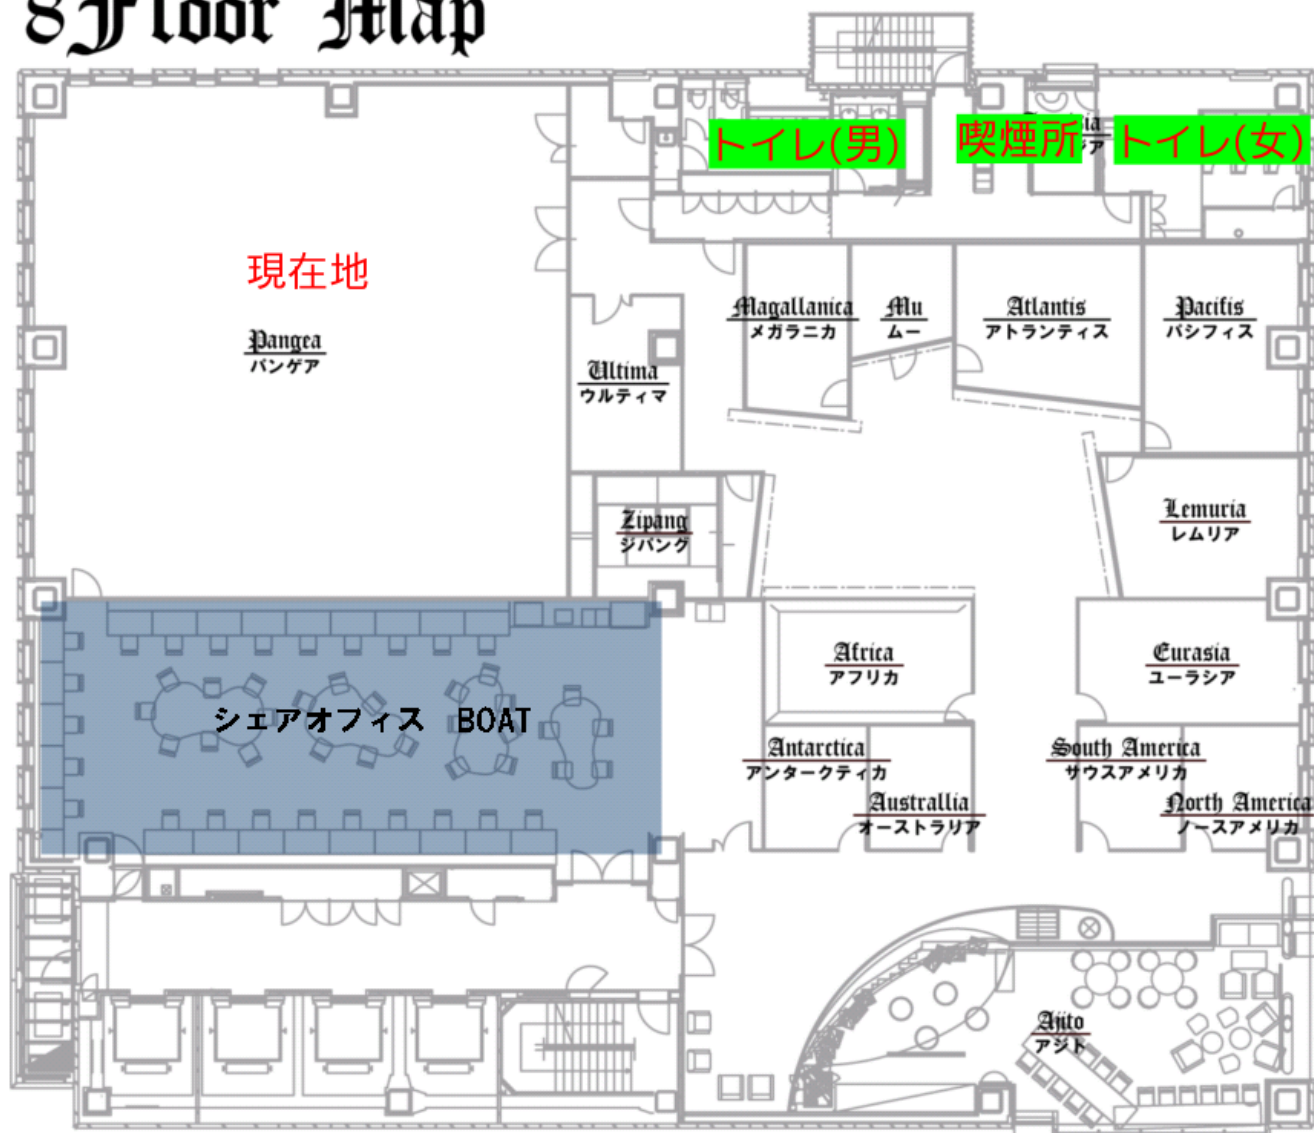 8Floor Map
トイレ(男)
喫煙所
ia
ジア
トイレ(女)
現在地
Pangea
パンゲア
Ultima
ウルティマ
Magallanica
メガラニカ
Mu
ムー
Atlantis
アトランティス
Pacifis
パシフィス
Zipang
ジパング
Lemuria
レムリア
Africa
アフリカ
Eurasia
ユーラシア
シェアオフィス BOAT
Antarctica
アンタークティカ
Australlia
オーストラリア
South America
サウスアメリカ
North America
ノースアメリカ
Ajito
アジト